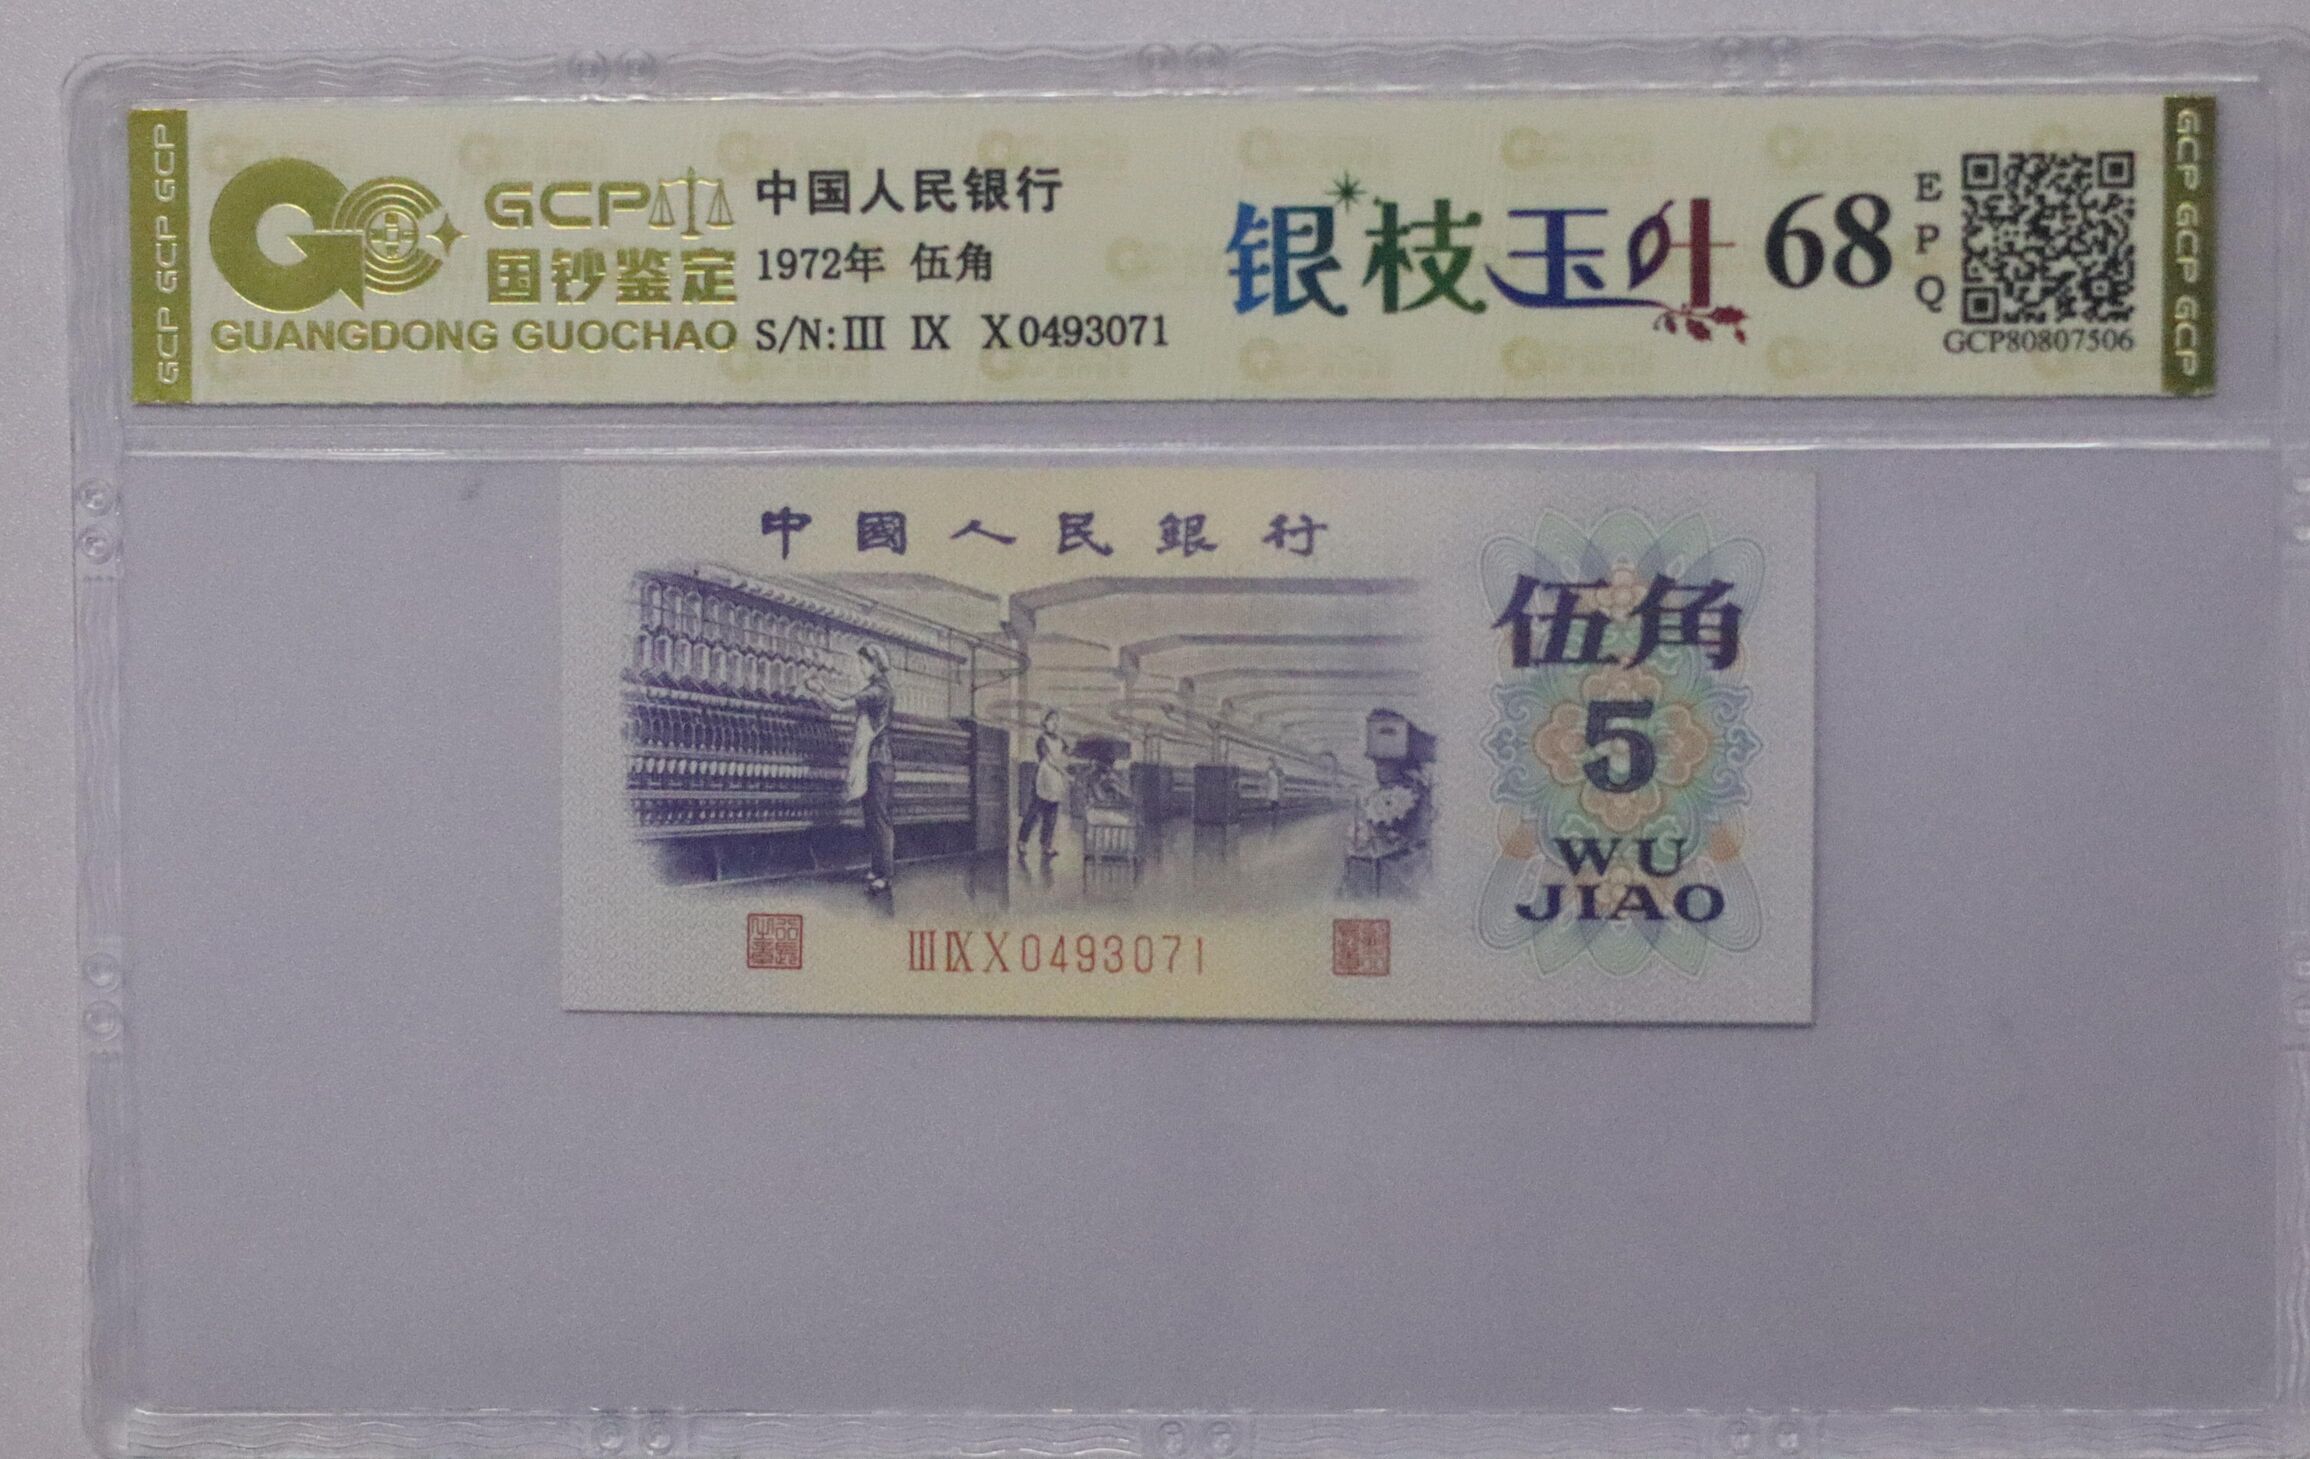 GCP GCP GCP
GCP
国钞鉴定
GUANGDONG GUOCHAO
中国人民银行
1972年 伍角
S/N:Ⅲ Ⅸ Ⅹ0493071
银枝玉叶
68
EPQ
GCP80807506
GCP GCP GCP GCP
中國人民銀行
伍角
5
WU
JIAO
ⅢⅨⅩ0493071